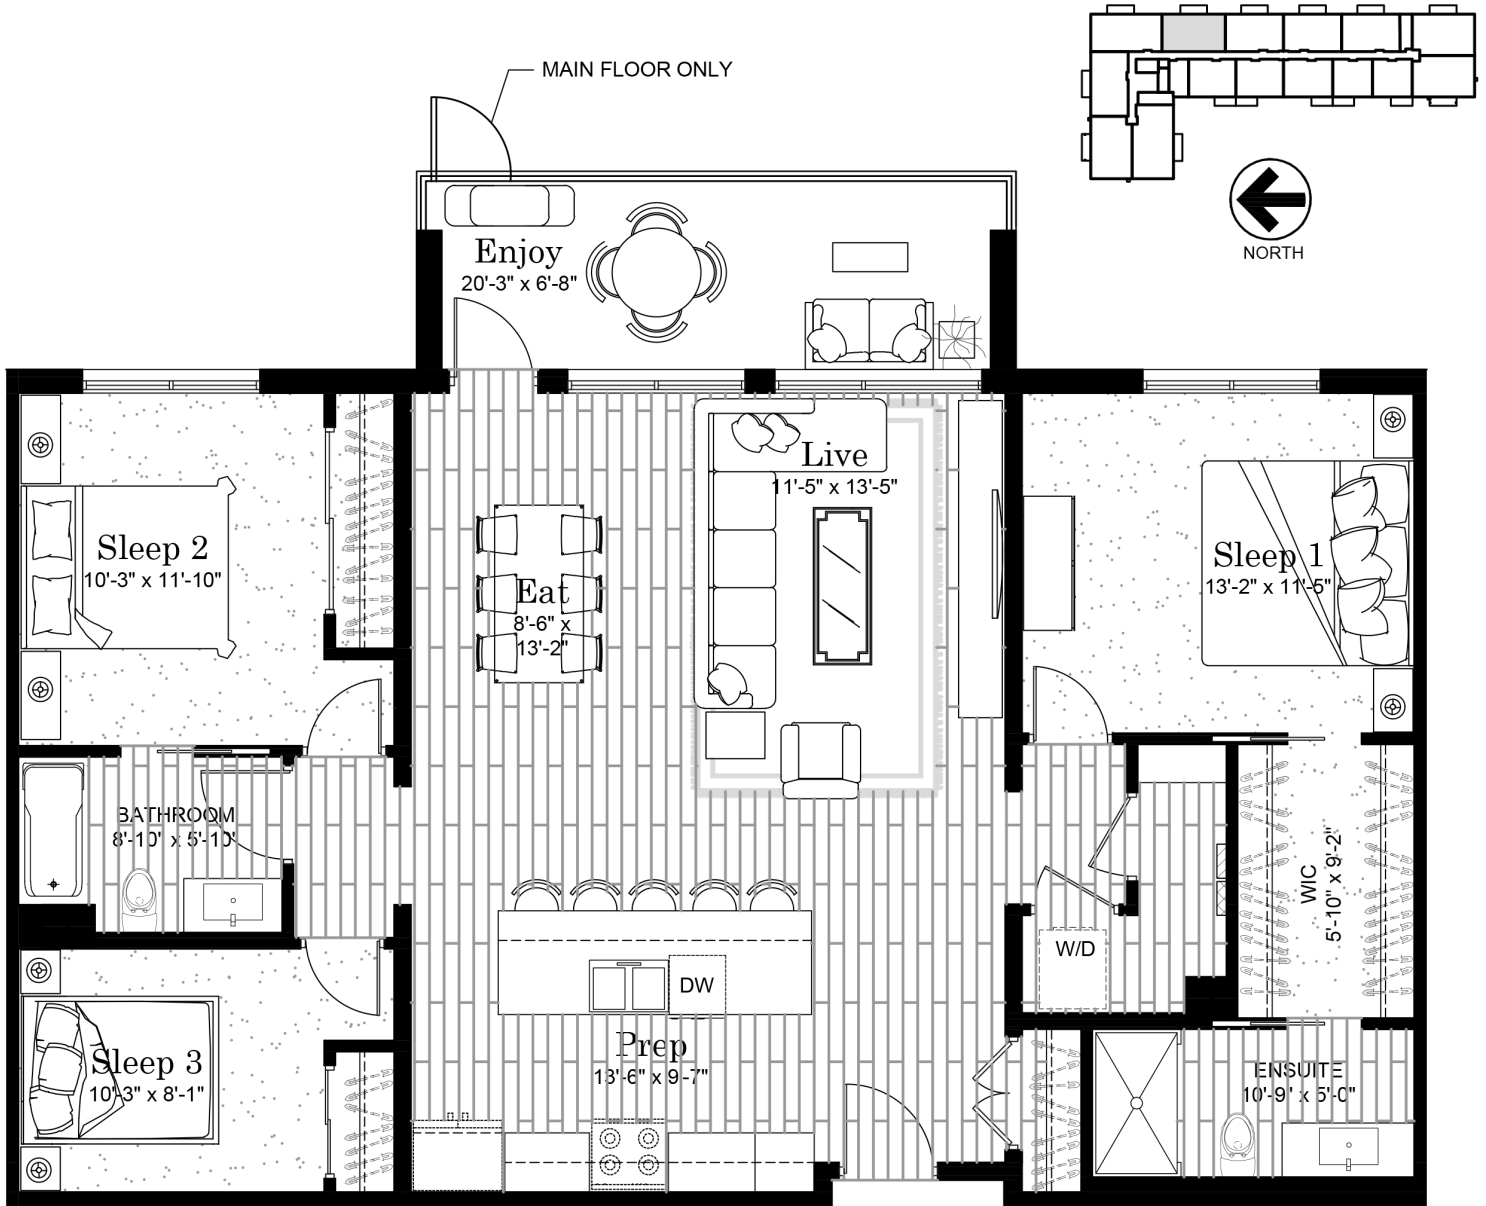 MAIN FLOOR ONLY
NORTH
Enjoy
20'-3" x 6'-8"
Live
11'-5" x 13'-5"
Sleep 2
10'-3" x 11'-10"
Eat
8'-6" x
13'-2"
Sleep 1
13'-2" x 11'-5"
BATHROOM
8'-10" x 5'-10"
WIC
5'-10" x 9'-2"
W/D
DW
Prep
13'-6" x 9'-7"
Sleep 3
10'-3" x 8'-1"
ENSUITE
10'-9" x 5'-0"